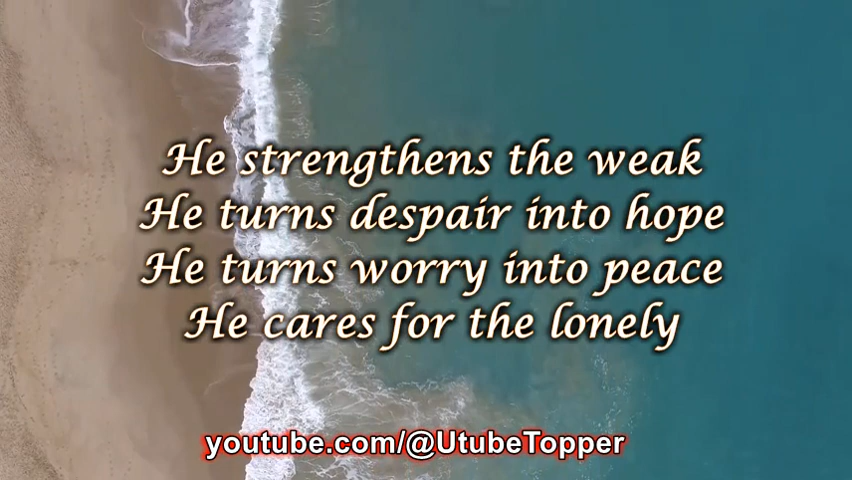 He strengthens the weak
He turns despair into hope
He turns worry into peace
He cares for the lonely
youtube.com/@UtubeTopper